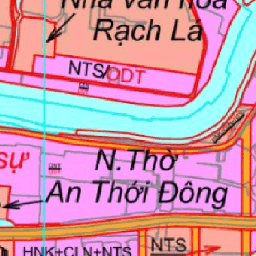 Nhà văn hóa
Rạch Lá
NTS/ODT
SỰ
N.Thờ
An Thới Đông
HNK+CLN+NTS
NTS